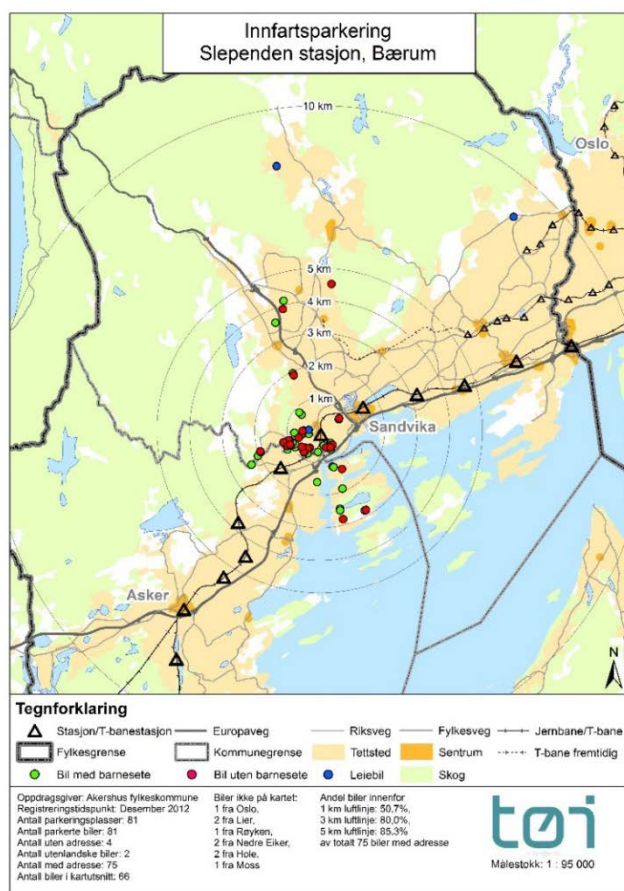 Innfartsparkering
Slependen stasjon, Bærum
10 km
Oslo
5 km
4 km
3 km
2 km
1 km
Sandvika
Asker
N
Tegnforklaring
Stasjon/T-banestasjon Europaveg Riksveg Fylkesveg Jernbane/T-bane
Fylkesgrense Kommunegrense Tettsted Sentrum T-bane fremtidig
Bil med barnesete Bil uten barnesete Leiebil Skog
Oppdragsgiver: Akershus fylkeskommune
Registreringstidspunkt: Desember 2012
Antall parkeringsplasser: 81
Antall parkerte biler: 81
Antall uten adresse: 4
Antall utenlandske biler: 2
Antall med adresse: 75
Antall biler i kartutsnitt: 66
Biler ikke på kartet:
1 fra Oslo,
2 fra Lier,
1 fra Røyken,
2 fra Nedre Eiker,
2 fra Hole,
1 fra Moss
Andel biler innenfor
1 km luftlinje: 50,7%,
3 km luftlinje: 80,0%,
5 km luftlinje: 85,3%
av totalt 75 biler med adresse
tøi
Målestokk: 1 : 95 000